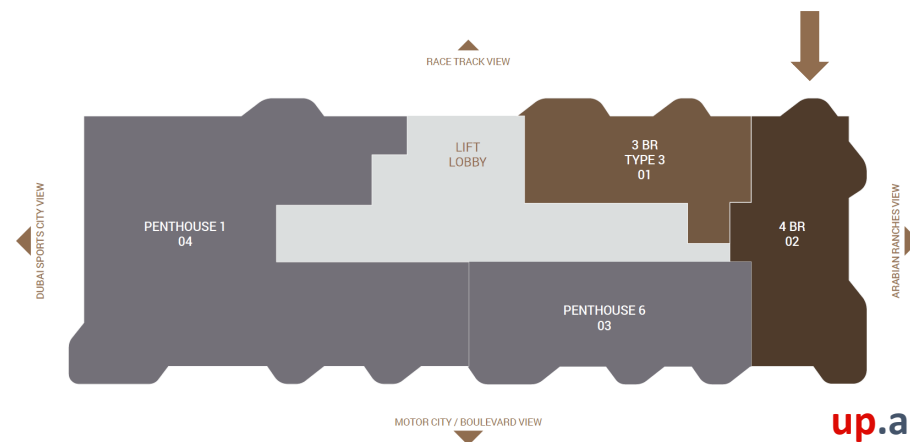 RACE TRACK VIEW
LIFT
LOBBY
3 BR
TYPE 3
01
DUBAI SPORTS CITY VIEW
PENTHOUSE 1
04
4 BR
02
ARABIAN RANCHES VIEW
PENTHOUSE 6
03
MOTOR CITY / BOULEVARD VIEW
up.a